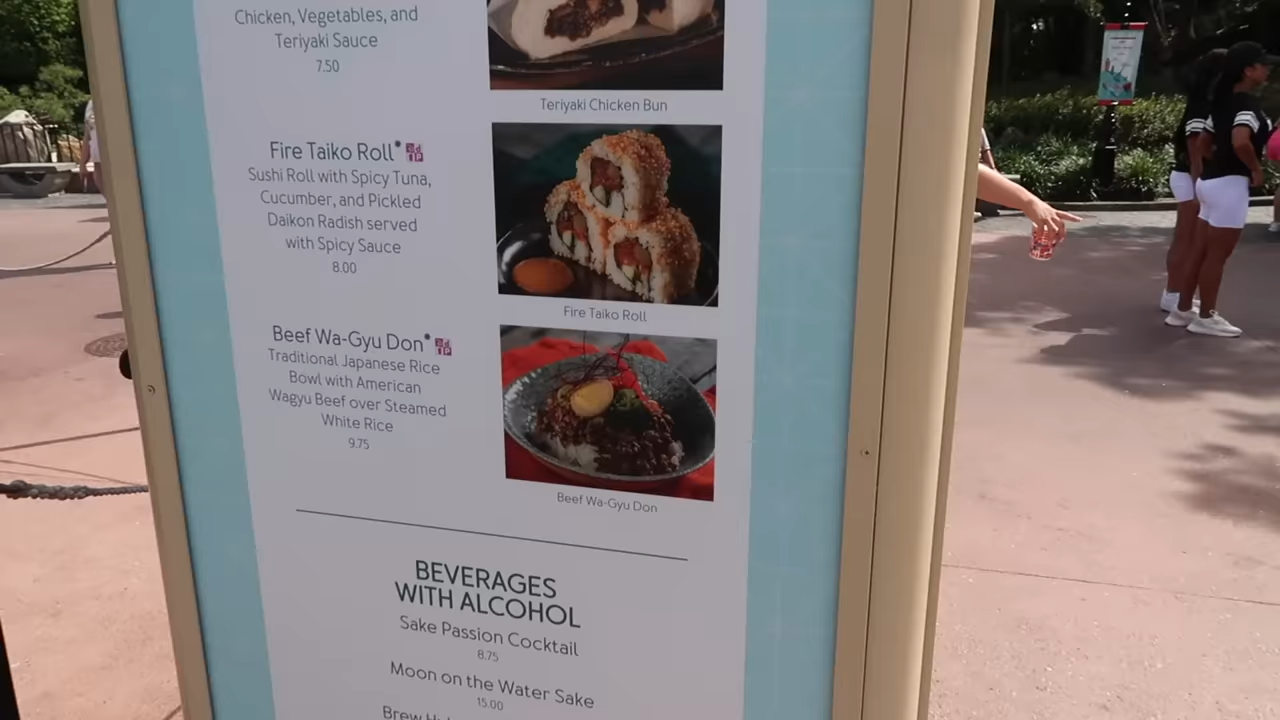 Chicken, Vegetables, and
Teriyaki Sauce
7.50
Teriyaki Chicken Bun
Fire Taiko Roll*
Sushi Roll with Spicy Tuna,
Cucumber, and Pickled
Daikon Radish served
with Spicy Sauce
8.00
Fire Taiko Roll
Beef Wa-Gyu Don*
Traditional Japanese Rice
Bowl with American
Wagyu Beef over Steamed
White Rice
9.75
Beef Wa-Gyu Don
BEVERAGES
WITH ALCOHOL
Sake Passion Cocktail
8.75
Moon on the Water Sake
15.00
Brew